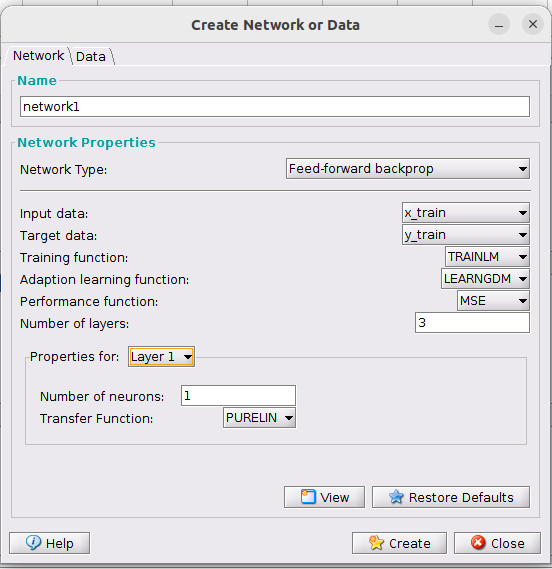 Create Network or Data
Network Data
Name
network1
Network Properties
Network Type: Feed-forward backprop
Input data: x_train
Target data: y_train
Training function: TRAINLM
Adaption learning function: LEARNGDM
Performance function: MSE
Number of layers: 3
Properties for: Layer 1
Number of neurons: 1
Transfer Function: PURELIN
View Restore Defaults
Help Create Close